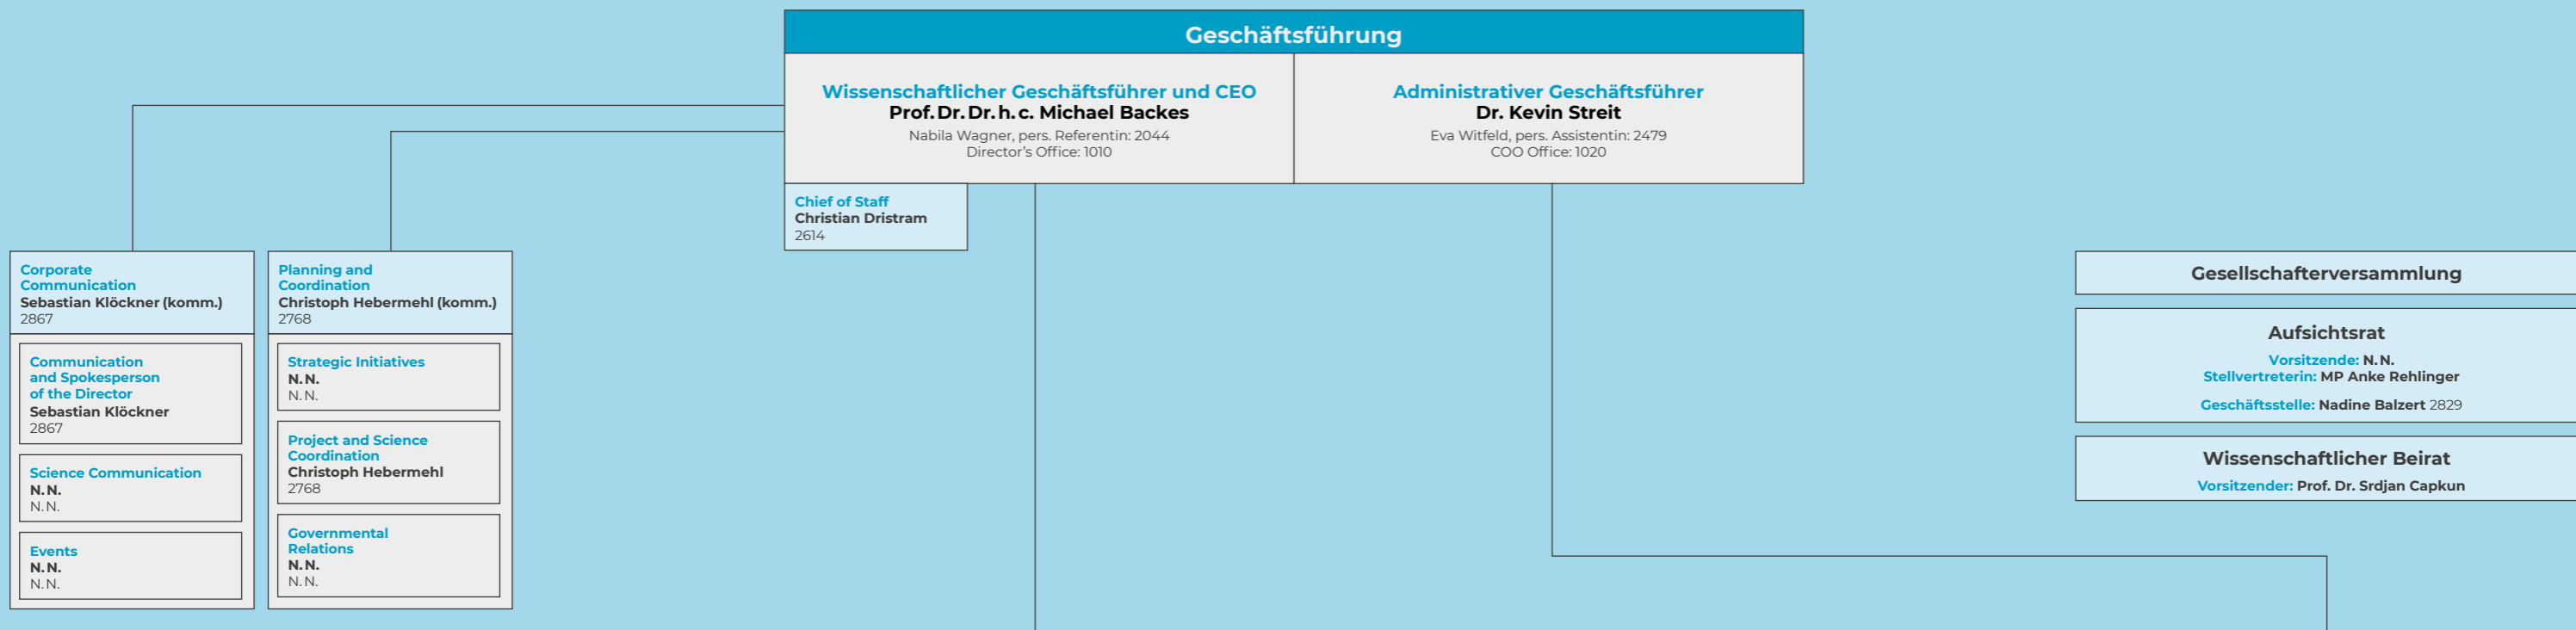 Geschäftsführung
Wissenschaftlicher Geschäftsführer und CEO
Prof. Dr. Dr. h. c. Michael Backes
Nabila Wagner, pers. Referentin: 2044
Director’s Office: 1010
Administrativer Geschäftsführer
Dr. Kevin Streit
Eva Witfeld, pers. Assistentin: 2479
COO Office: 1020
Chief of Staff
Christian Dristram
2614
Corporate
Communication
Sebastian Klöckner (komm.)
2867
Communication
and Spokesperson
of the Director
Sebastian Klöckner
2867
Science Communication
N. N.
N. N.
Events
N. N.
N. N.
Planning and
Coordination
Christoph Hebermehl (komm.)
2768
Strategic Initiatives
N. N.
N. N.
Project and Science
Coordination
Christoph Hebermehl
2768
Governmental
Relations
N. N.
N. N.
Gesellschafterversammlung
Aufsichtsrat
Vorsitzende: N. N.
Stellvertreterin: MP Anke Rehlinger
Geschäftsstelle: Nadine Balzert 2829
Wissenschaftlicher Beirat
Vorsitzender: Prof. Dr. Srdjan Capkun